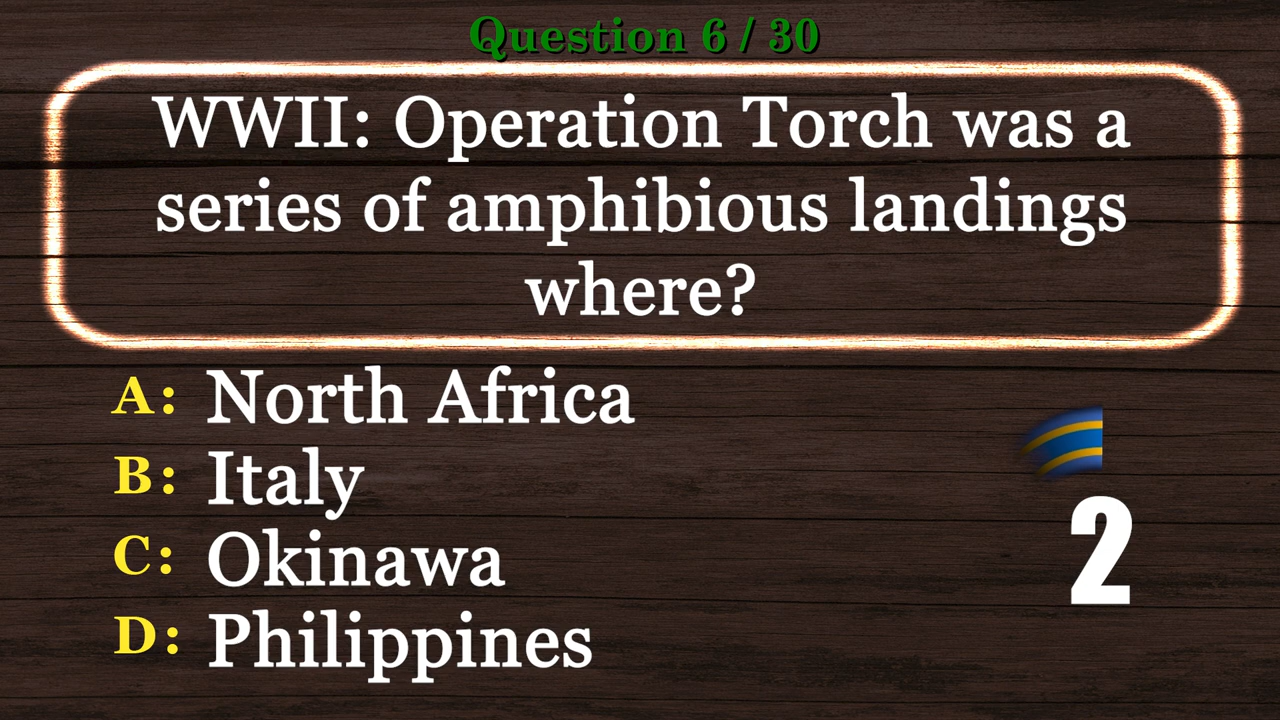 Question 6 / 30
WWII: Operation Torch was a
series of amphibious landings
where?
A: North Africa
B: Italy
C: Okinawa
D: Philippines
2